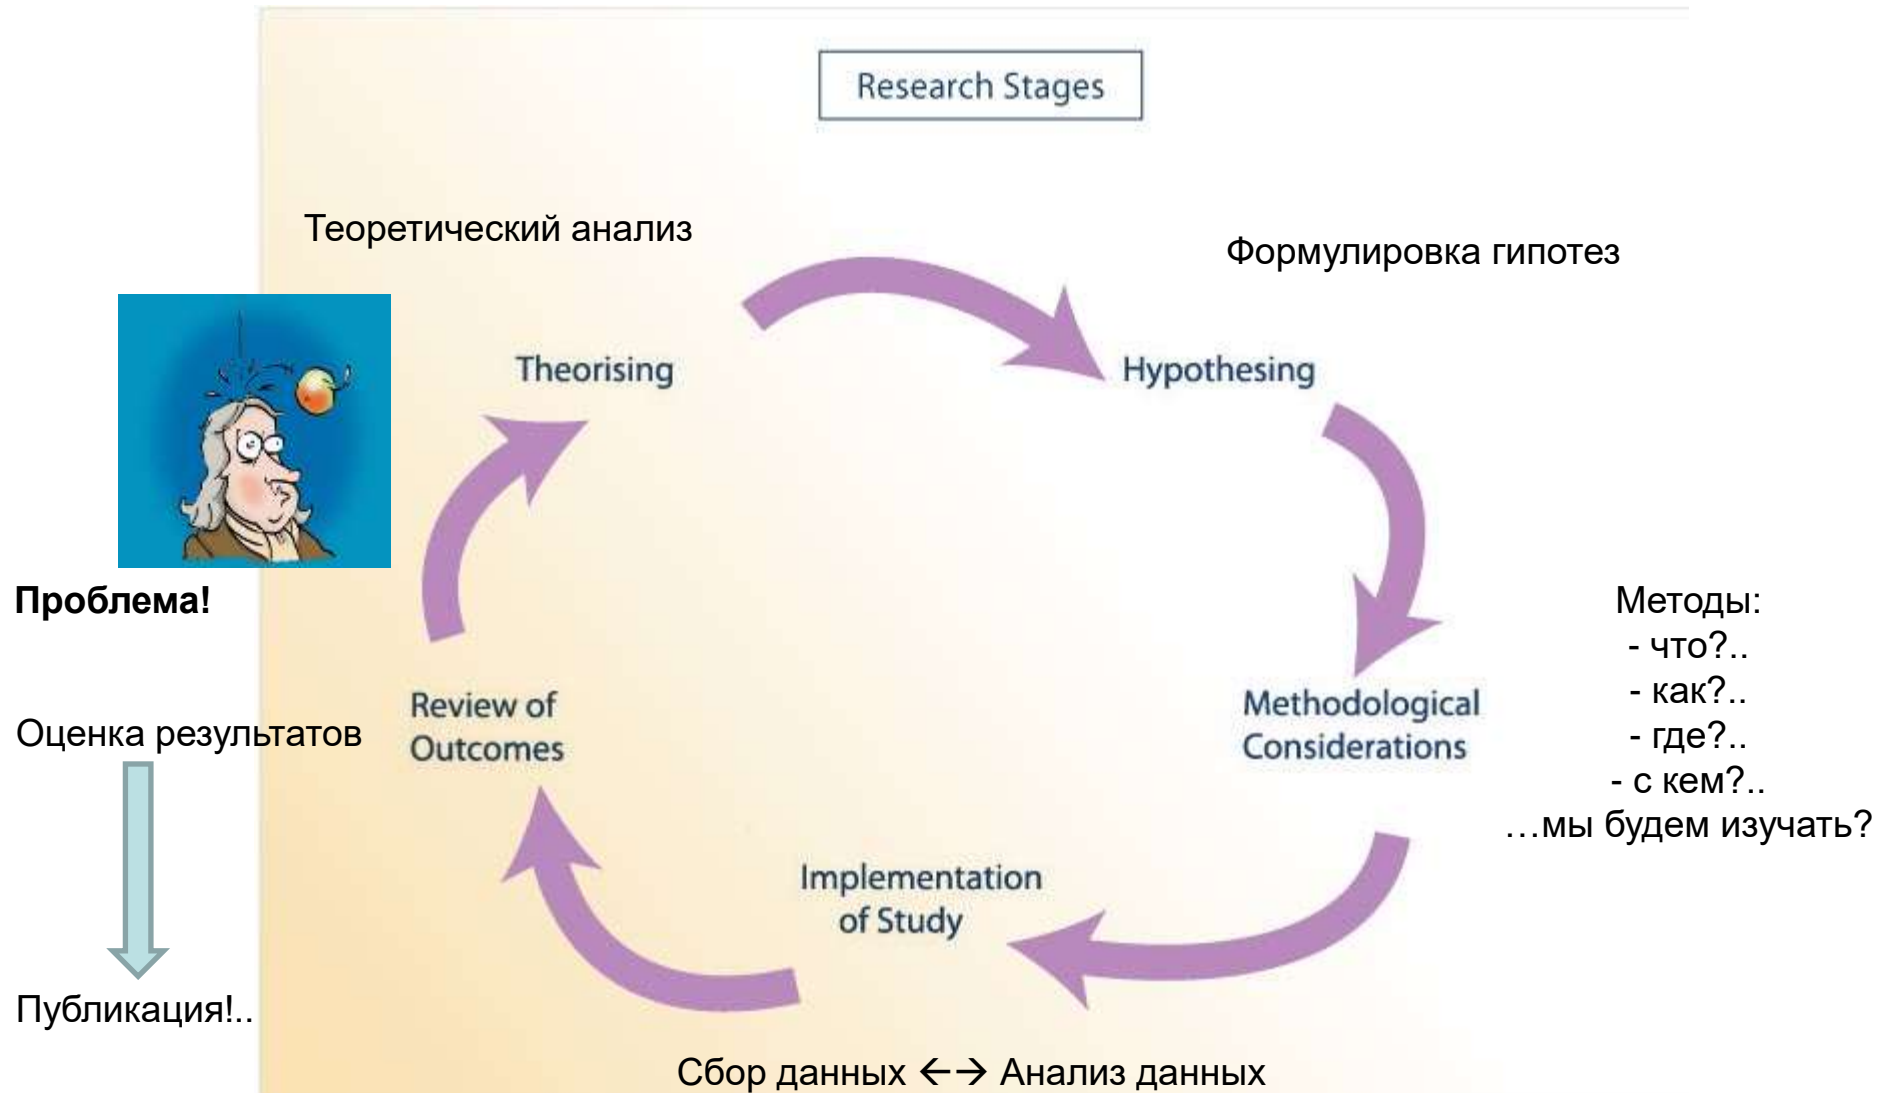 Research Stages
Теоретический анализ
Формулировка гипотез
Theorising
Hypothesing
Проблема!
Методы:
- что?..
- как?..
- где?..
- с кем?..
...мы будем изучать?
Оценка результатов
Review of
Outcomes
Methodological
Considerations
Implementation
of Study
Публикация!..
Сбор данных ←→ Анализ данных